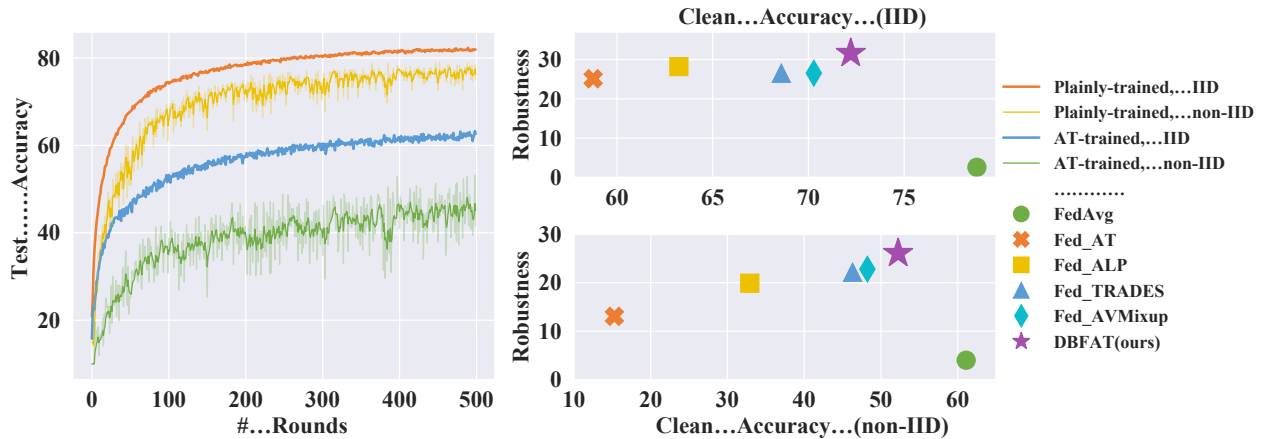 Test......Accuracy
80
60
40
20
0
100
200
300
400
500
#...Rounds
Clean...Accuracy...(IID)
Robustness
30
20
10
0
60
65
70
75
Robustness
30
20
10
0
10
20
30
40
50
60
Clean...Accuracy...(non-IID)
Plainly-trained,...IID
Plainly-trained,...non-IID
AT-trained,...IID
AT-trained,...non-IID
............
FedAvg
Fed_AT
Fed_ALP
Fed_TRADES
Fed_AVMixup
DBFAT(ours)